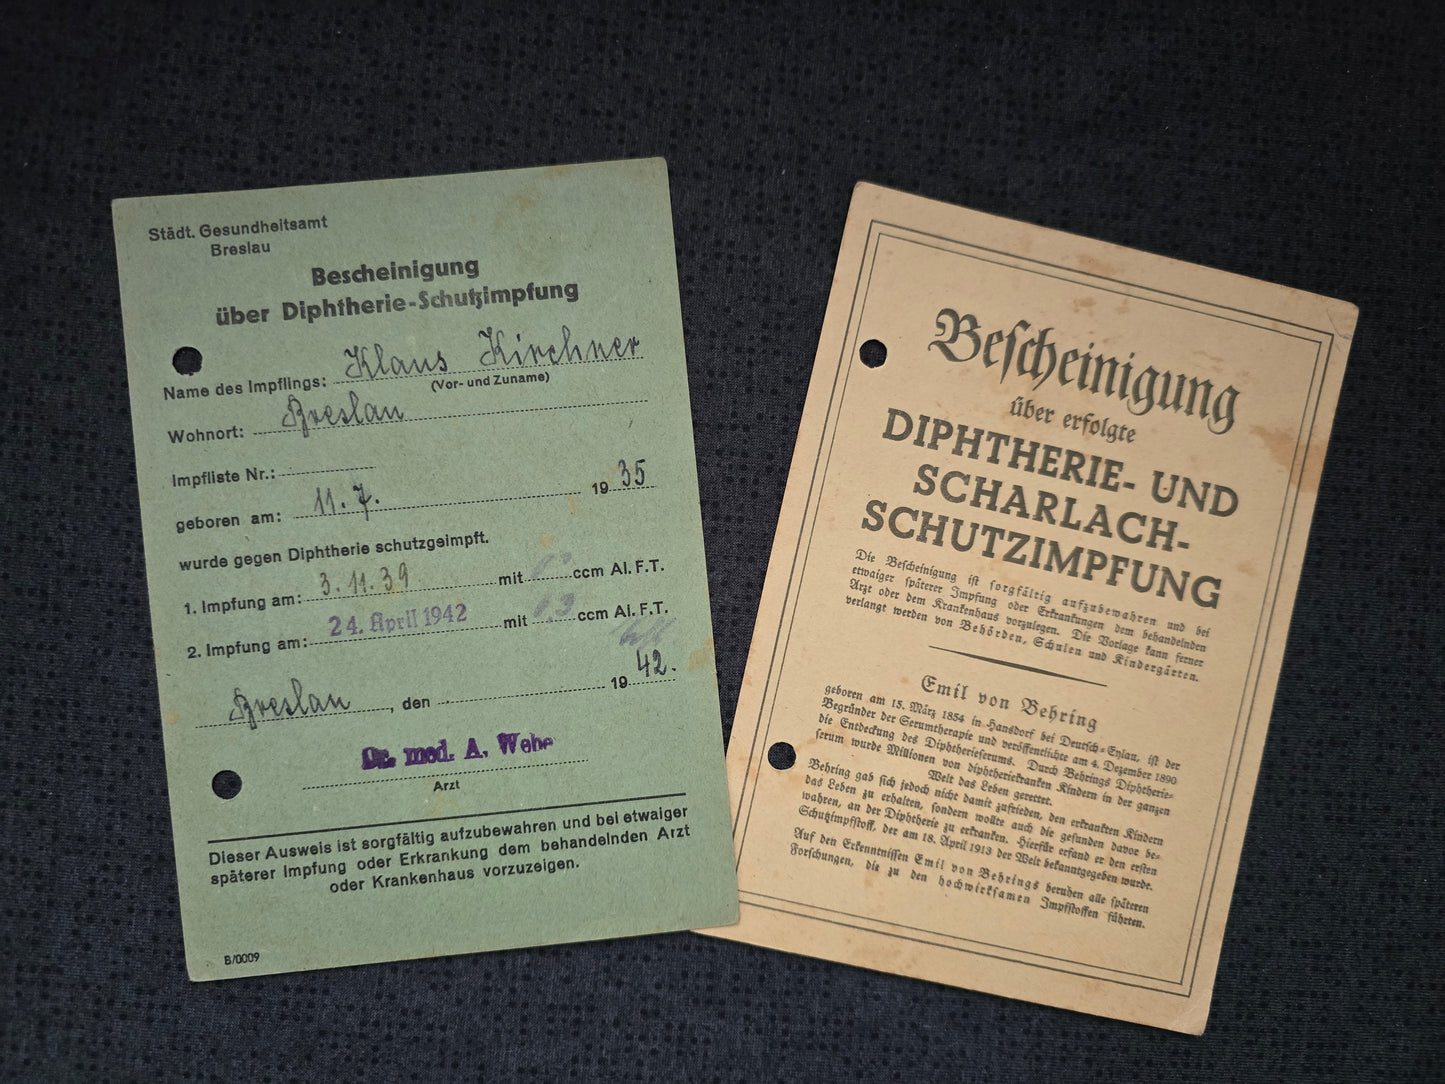 Städt. Gesundheitsamt
Breslau
Bescheinigung
über Diphtherie-Schutzimpfung
Name des Impflings: Klaus Kirchner
(Vor- und Zuname)
Wohnort: Breslau
Impfliste Nr.:
geboren am: 11. 7. 19 35
wurde gegen Diphtherie schutzgeimpft.
1. Impfung am: 3. 11. 39 mit ccm Al. F.T.
2. Impfung am: 24. April 1942 mit ccm Al. F.T.
Breslau, den 19 42.
Dr. med. A. Webe
Arzt
Dieser Ausweis ist sorgfältig aufzubewahren und bei etwaiger
späterer Impfung oder Erkrankung dem behandelnden Arzt
oder Krankenhaus vorzuzeigen.
B/0009
Bescheinigung
über erfolgte
DIPHTHERIE- UND
SCHARLACH-
SCHUTZIMPFUNG
Die Bescheinigung ist sorgfältig aufzubewahren und bei
etwaiger späterer Impfung oder Erkrankungen dem behandelnden
Arzt oder dem Krankenhaus vorzulegen. Die Vorlage kann ferner
verlangt werden von Behörden, Schulen und Kindergärten.
Emil von Behring
geboren am 15. März 1854 in Hansdorf bei Deutsch-Eylau, ist der
Begründer der Serumtherapie und veröffentlichte am 4. Dezember 1890
die Entdeckung des Diphtherieserums. Durch Behrings Diphtherie-
serum wurde Millionen von diphtheriekranken Kindern in der ganzen
Welt das Leben gerettet.
Behring gab sich jedoch nicht damit zufrieden, den erkrankten Kindern
das Leben zu erhalten, sondern wollte auch die gesunden davor be-
wahren, an der Diphtherie zu erkranken. Hierfür erfand er den ersten
Schutzimpfstoff, der am 18. April 1913 der Welt bekanntgegeben wurde.
Auf den Erkenntnissen Emil von Behrings beruhen alle späteren
Forschungen, die zu den hochwirksamen Impfstoffen führten.